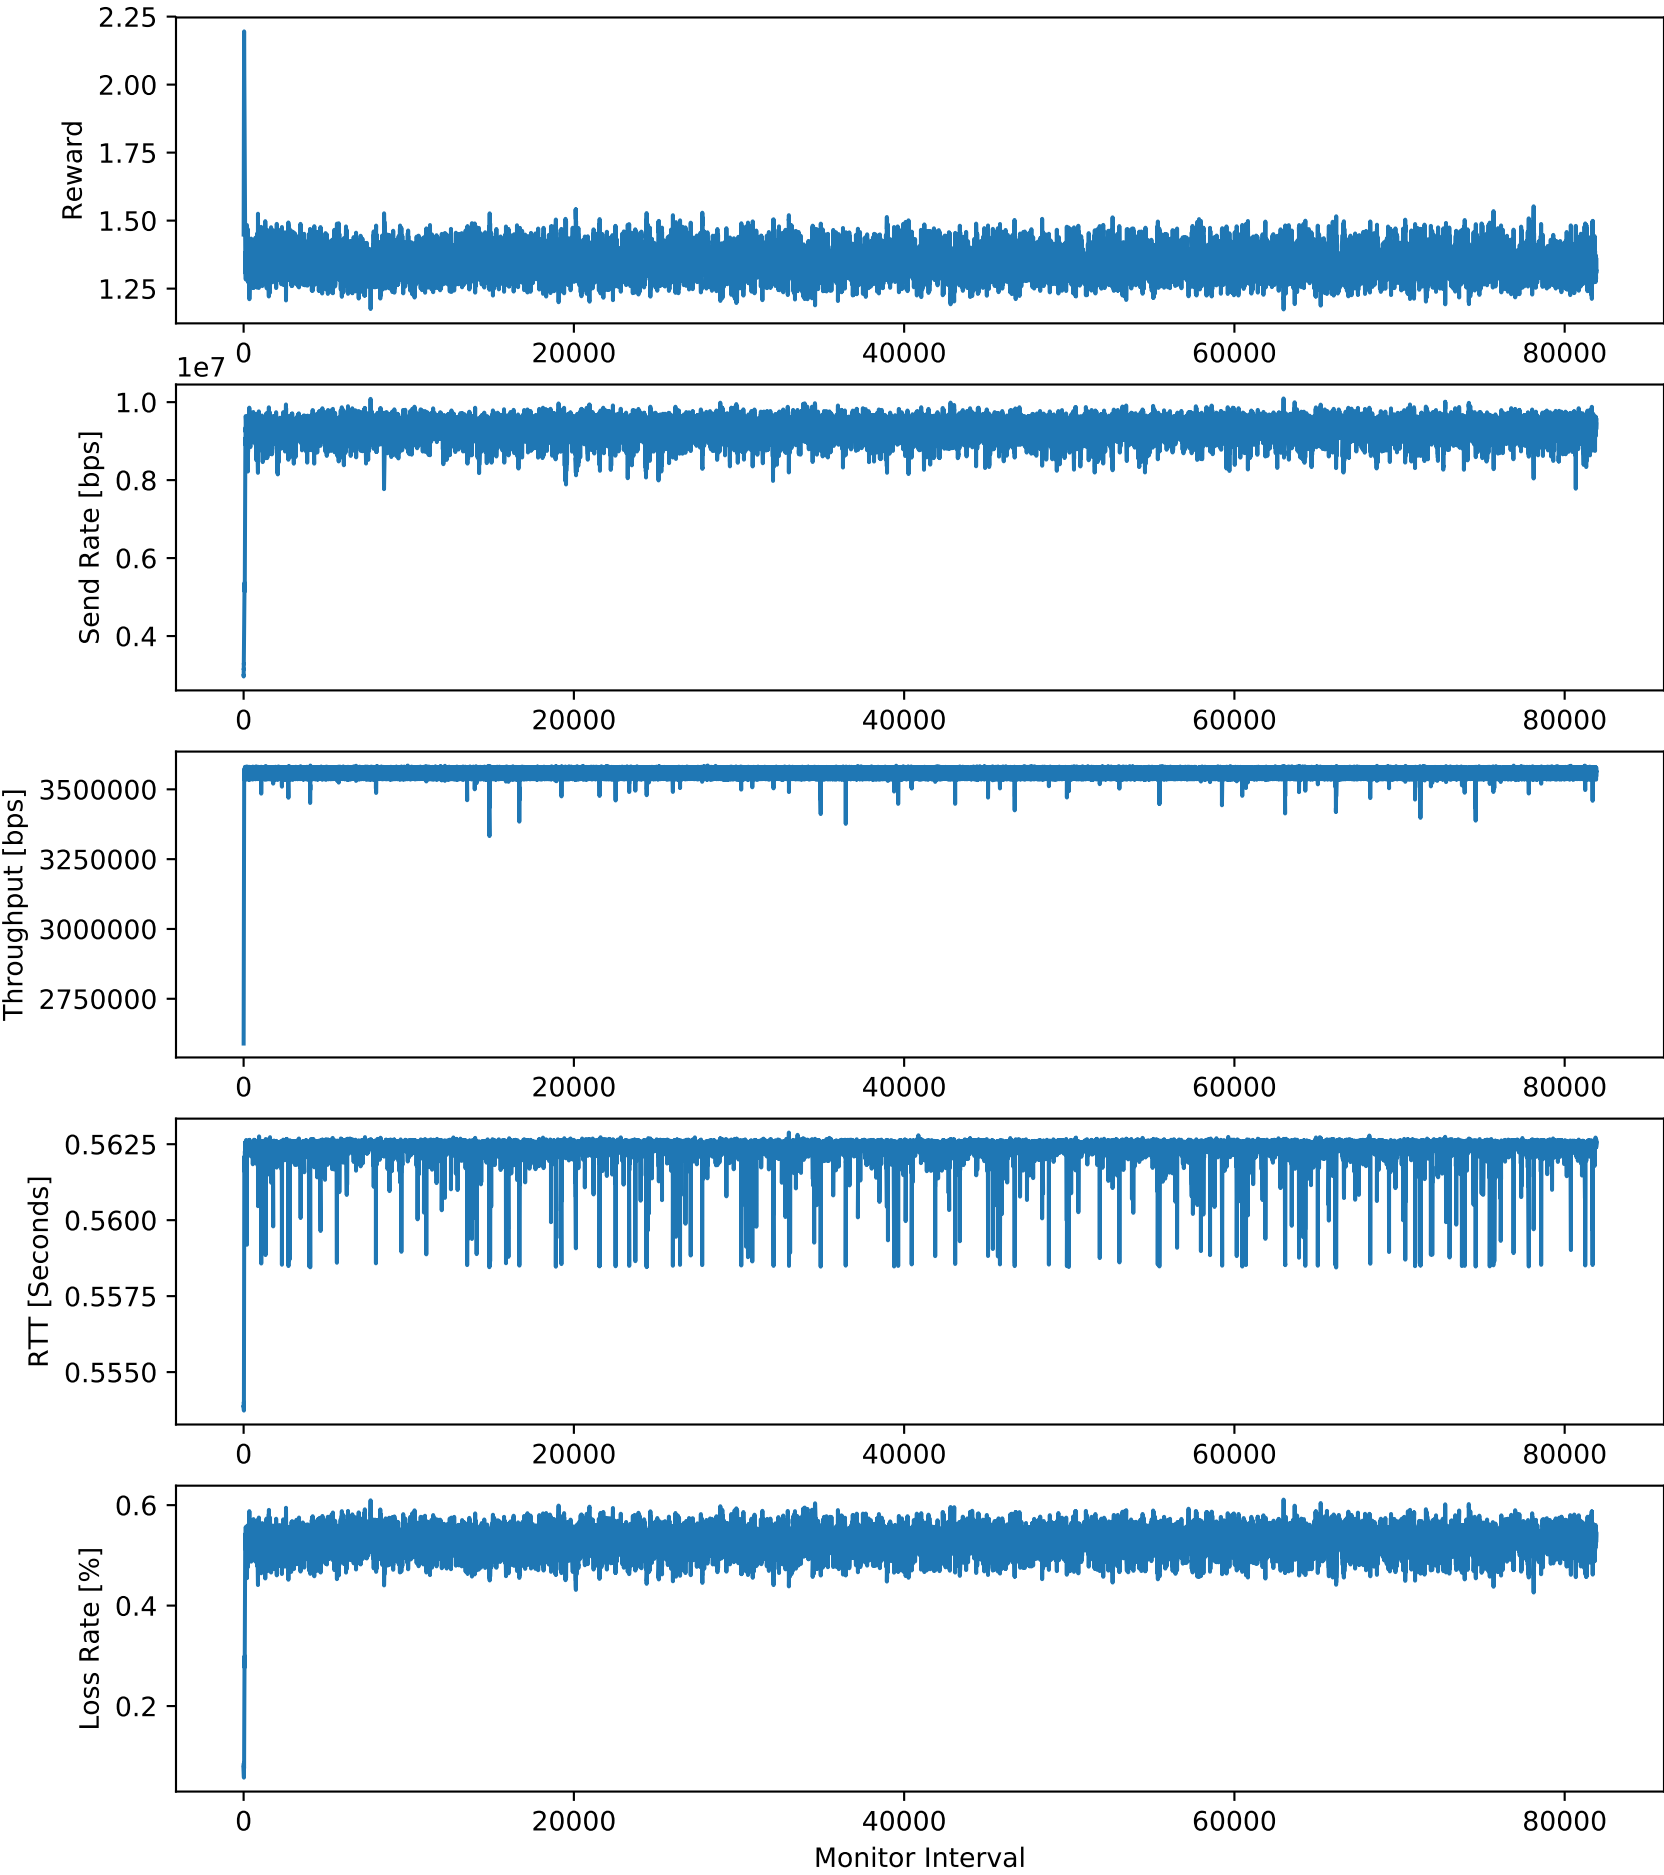 2.25
2.00
1.75
1.50
1.25
Reward
0 20000 40000 60000 80000
1e7
1.0
0.8
0.6
0.4
Send Rate [bps]
0 20000 40000 60000 80000
3500000
3250000
3000000
2750000
Throughput [bps]
0 20000 40000 60000 80000
0.5625
0.5600
0.5575
0.5550
RTT [Seconds]
0 20000 40000 60000 80000
0.6
0.4
0.2
Loss Rate [%]
0 20000 40000 60000 80000
Monitor Interval